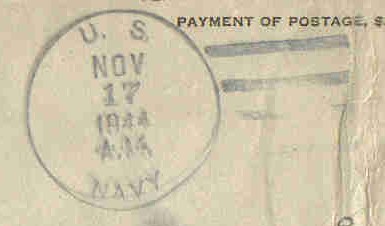 PAYMENT OF POSTAGE, $
U. S.
NOV
17
1944
A.M.
NAVY